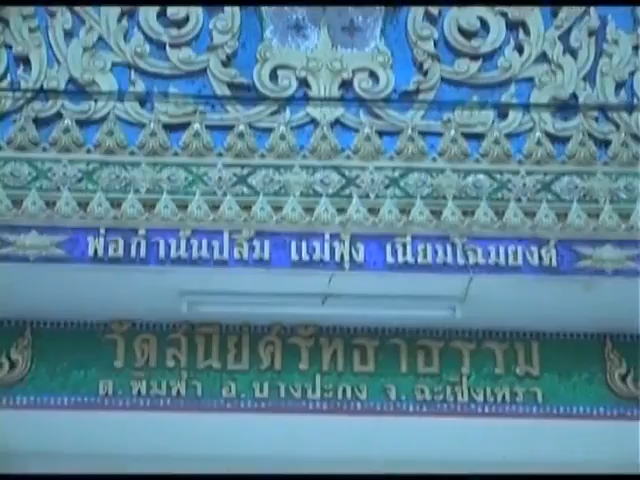 พ่อกำนันปลั่ม แม่ฟุ้ง เนียมโฉมยงค์
วัดสุนีย์ศรัทธาธรรม
ต.พิมพา อ.บางปะกง จ.ฉะเชิงเทรา